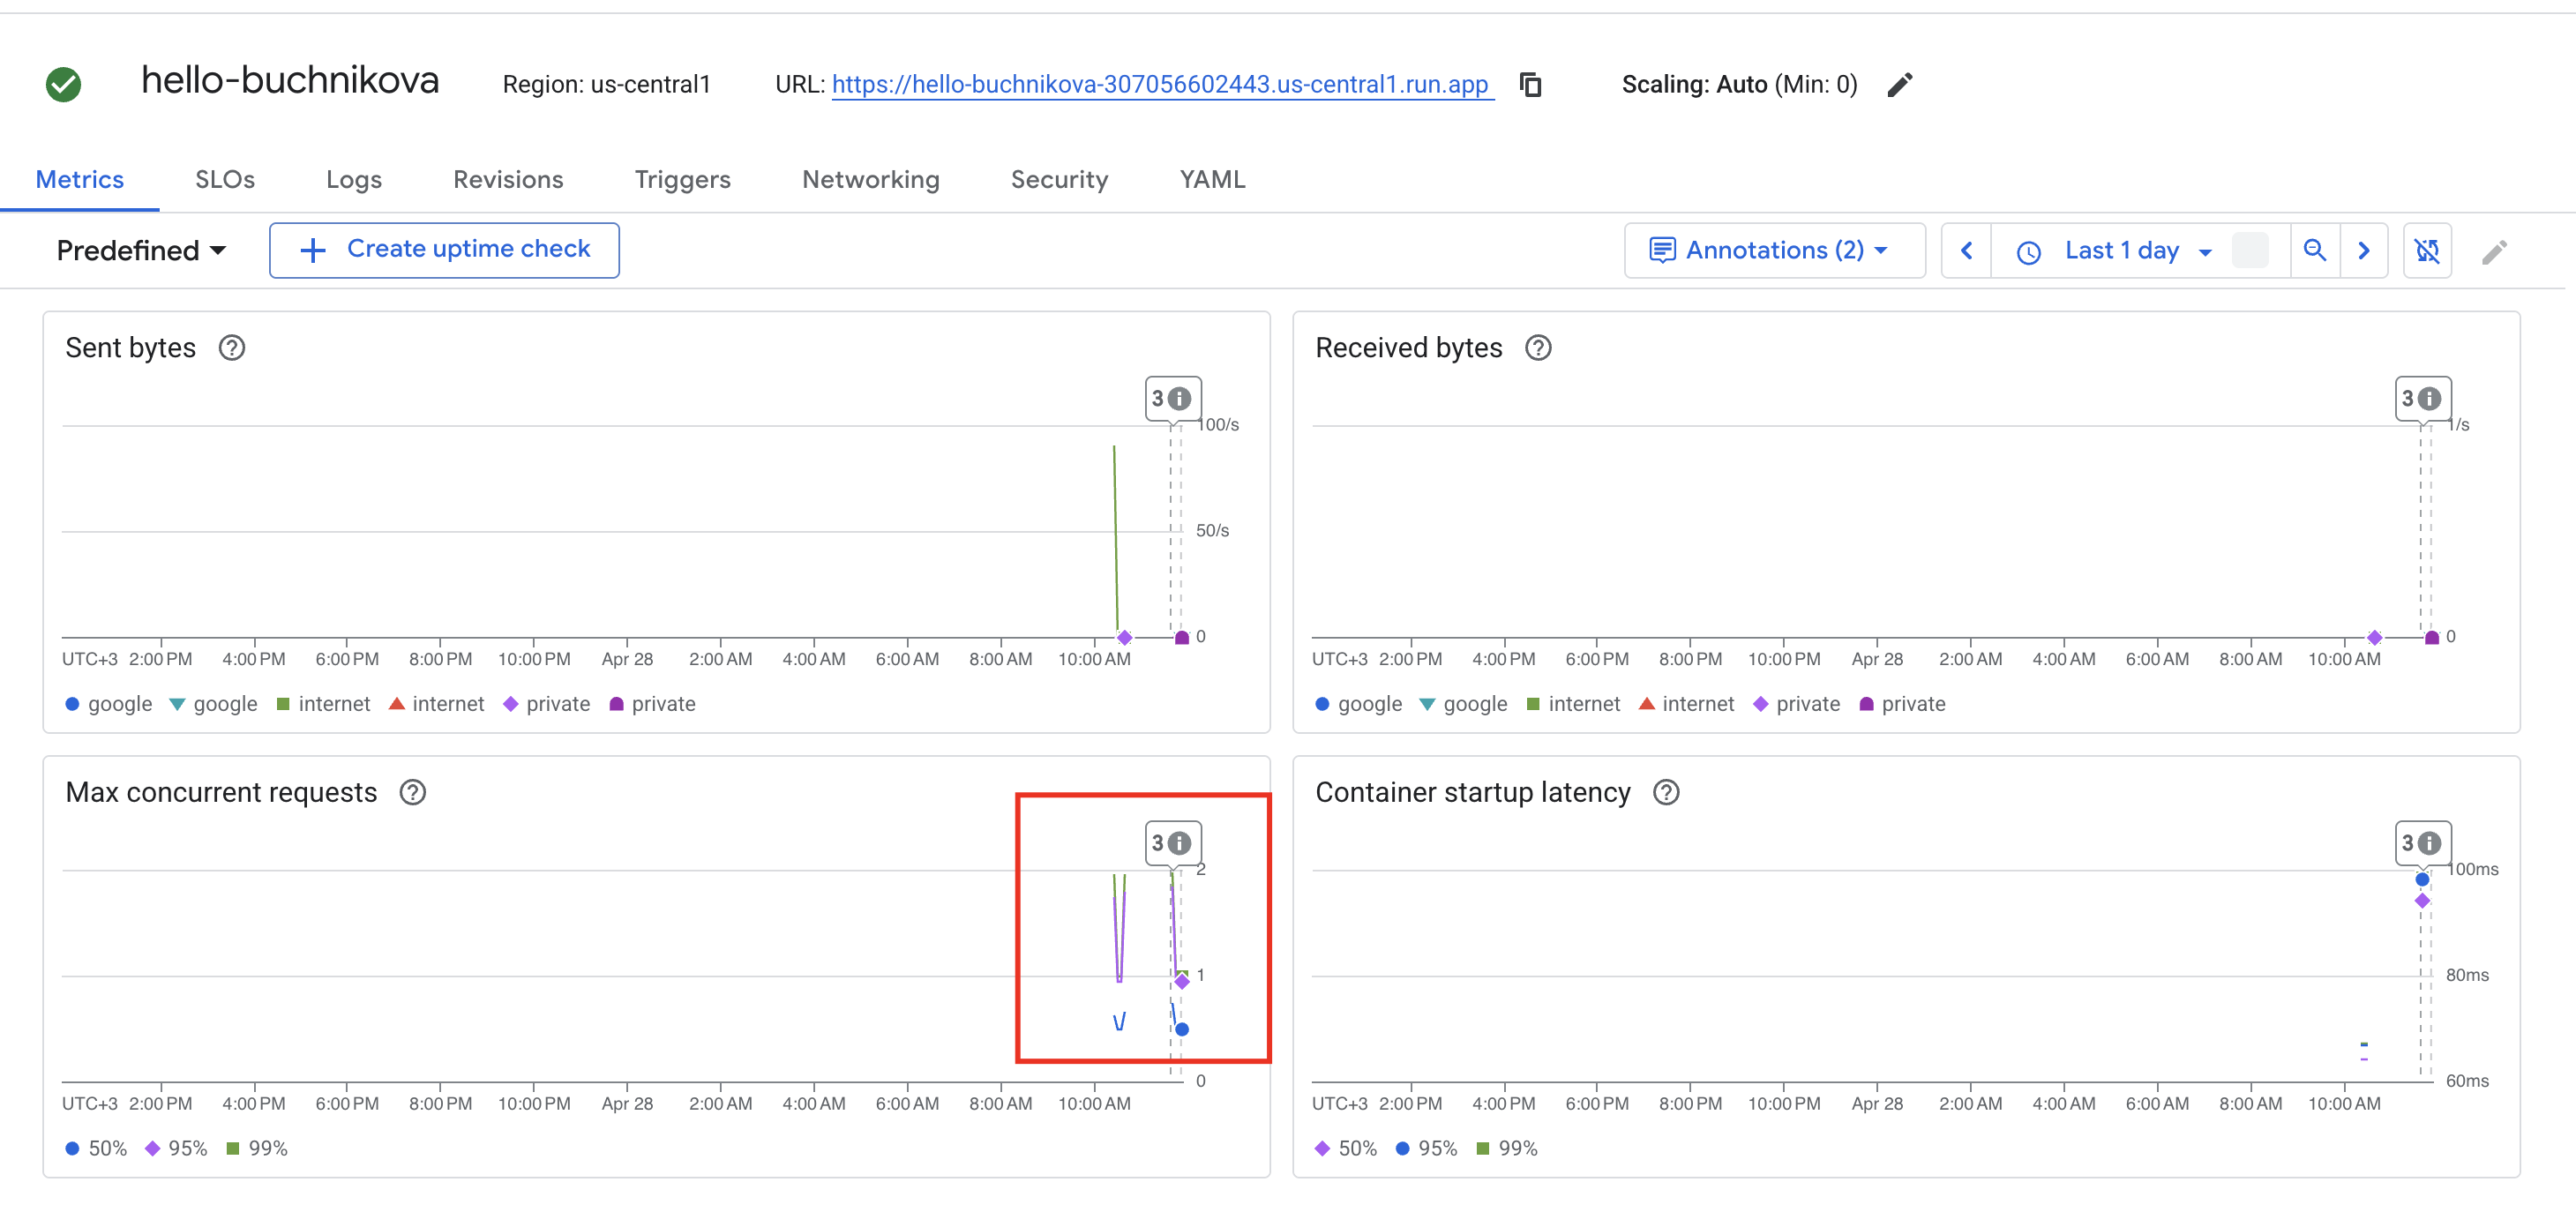 hello-buchnikova Region: us-central1 URL: https://hello-buchnikova-307056602443.us-central1.run.app Scaling: Auto (Min: 0)
Metrics SLOs Logs Revisions Triggers Networking Security YAML
Predefined Create uptime check Annotations (2) Last 1 day
Sent bytes
3
100/s
50/s
0
UTC+3 2:00 PM 4:00 PM 6:00 PM 8:00 PM 10:00 PM Apr 28 2:00 AM 4:00 AM 6:00 AM 8:00 AM 10:00 AM
google google internet internet private private
Received bytes
3
1/s
0
UTC+3 2:00 PM 4:00 PM 6:00 PM 8:00 PM 10:00 PM Apr 28 2:00 AM 4:00 AM 6:00 AM 8:00 AM 10:00 AM
google google internet internet private private
Max concurrent requests
3
2
1
0
UTC+3 2:00 PM 4:00 PM 6:00 PM 8:00 PM 10:00 PM Apr 28 2:00 AM 4:00 AM 6:00 AM 8:00 AM 10:00 AM
50% 95% 99%
Container startup latency
3
100ms
80ms
60ms
UTC+3 2:00 PM 4:00 PM 6:00 PM 8:00 PM 10:00 PM Apr 28 2:00 AM 4:00 AM 6:00 AM 8:00 AM 10:00 AM
50% 95% 99%